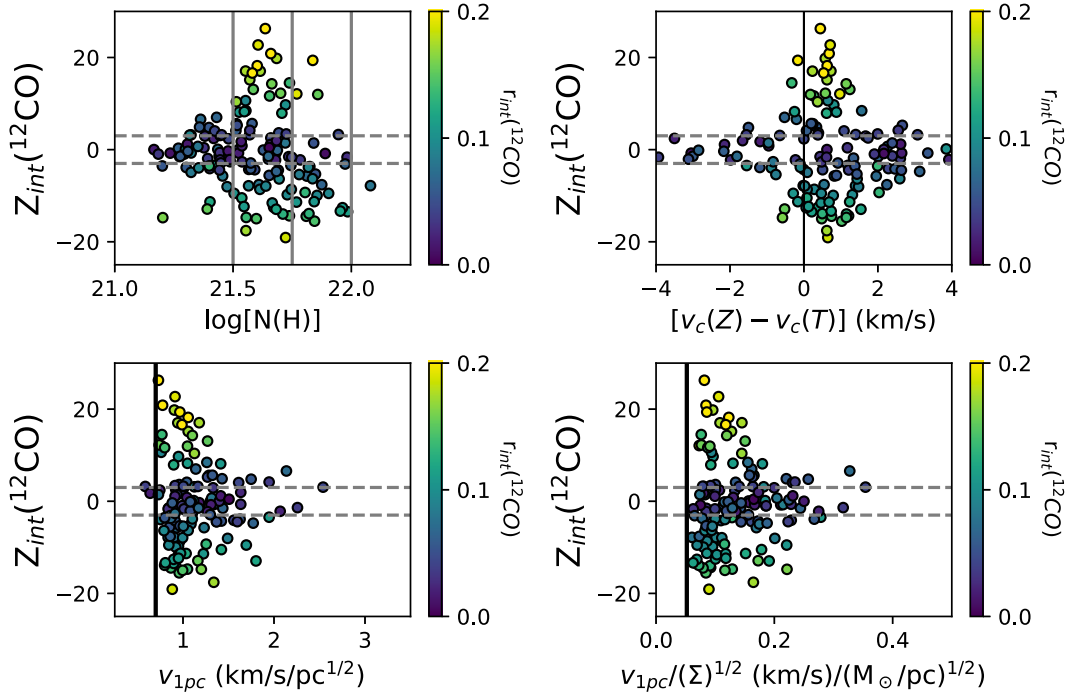 Z_int(¹²CO)
20
0
−20
21.0 21.5 22.0
log[N(H)]
0.2
0.1
0.0
r_int(¹²CO)
Z_int(¹²CO)
20
0
−20
−4 −2 0 2 4
[v_c(Z) − v_c(T)] (km/s)
0.2
0.1
0.0
r_int(¹²CO)
Z_int(¹²CO)
20
0
−20
1 2 3
v_1pc (km/s/pc^1/2)
0.2
0.1
0.0
r_int(¹²CO)
Z_int(¹²CO)
20
0
−20
0.0 0.2 0.4
v_1pc/(Σ)^1/2 (km/s)/(M_⊙/pc)^1/2
0.2
0.1
0.0
r_int(¹²CO)